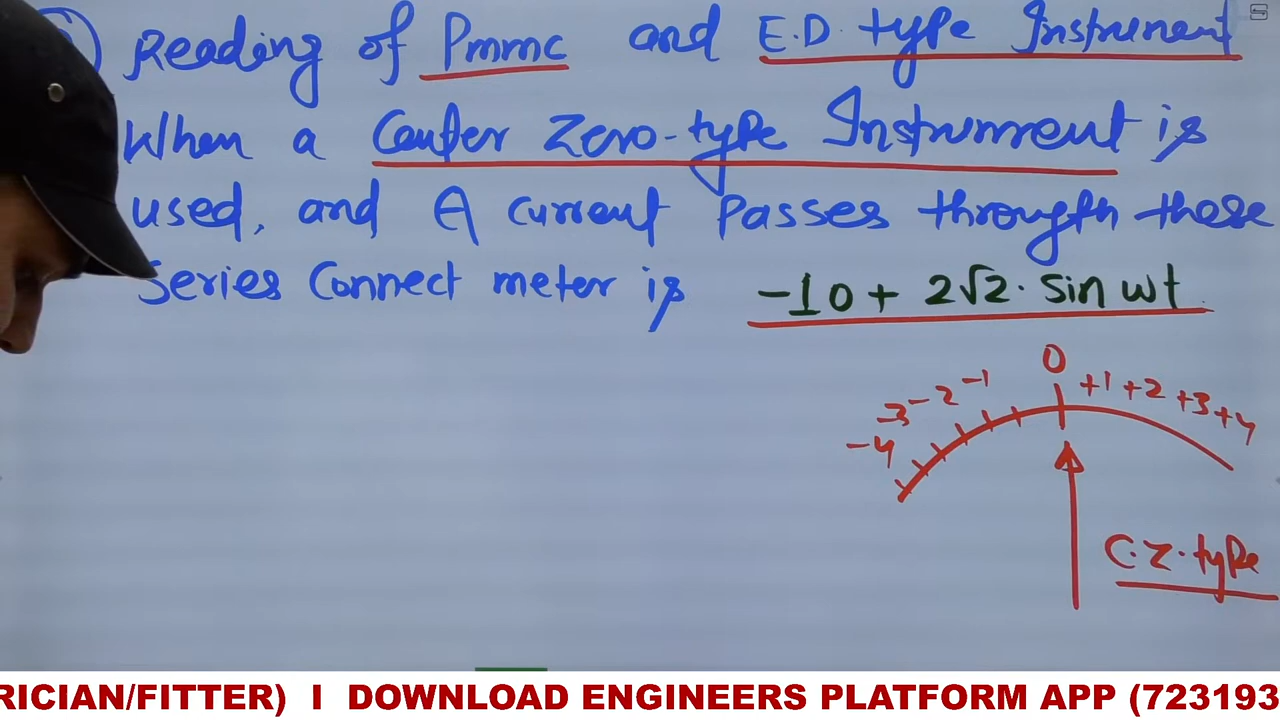 Reading of Pmmc and E.D. type Instrument
When a Center Zero-type Instrument is
used, and A current Passes through these
Series Connect meter is -10 + 2√2. Sin wt
0
-4 -3 -2 -1 +1 +2 +3 +4
C.Z. type
RICIAN/FITTER) I DOWNLOAD ENGINEERS PLATFORM APP (723193